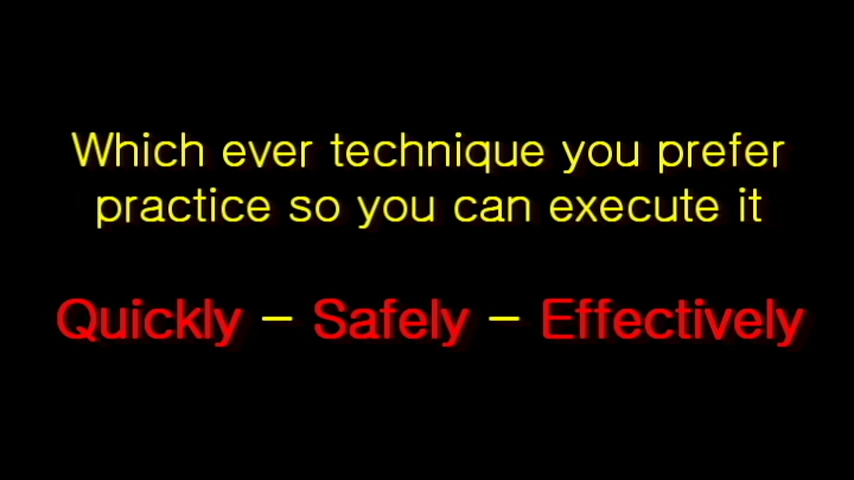 Which ever technique you prefer
practice so you can execute it
Quickly – Safely – Effectively